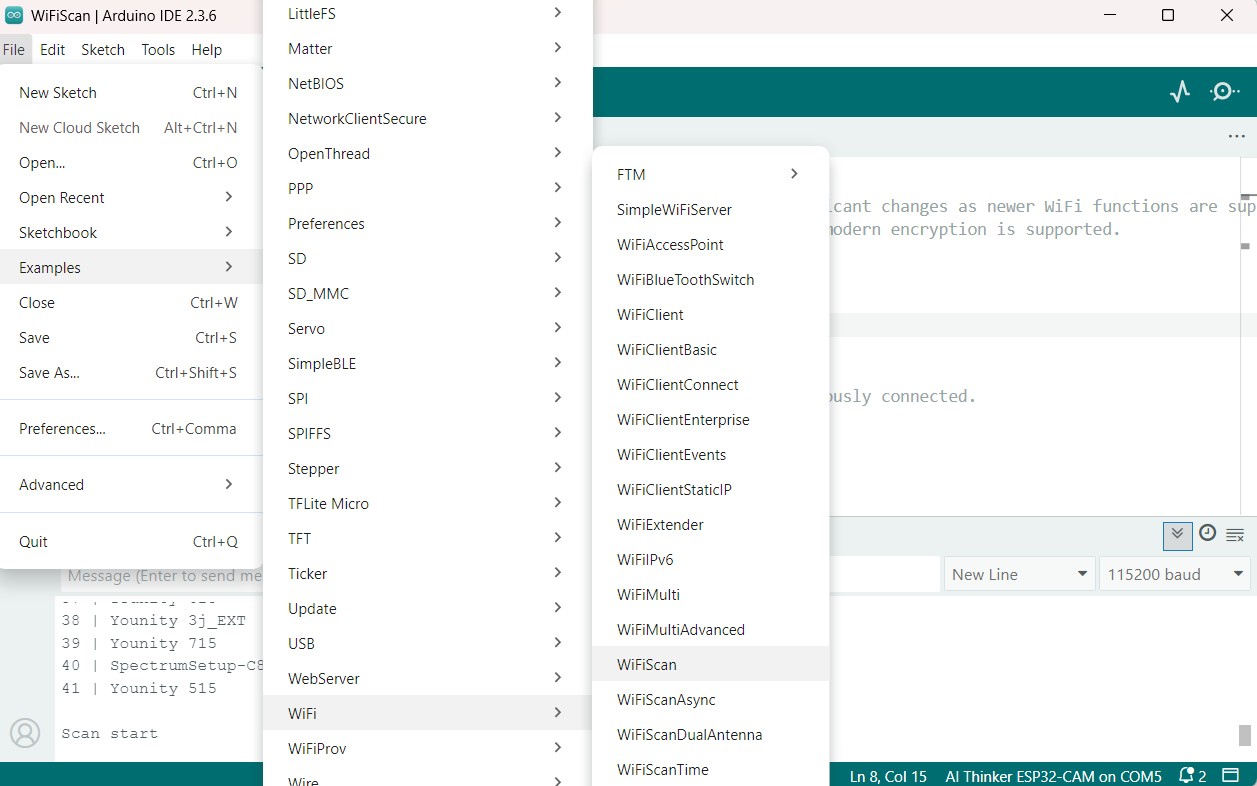 WiFiScan | Arduino IDE 2.3.6
File Edit Sketch Tools Help
New Sketch Ctrl+N
New Cloud Sketch Alt+Ctrl+N
Open... Ctrl+O
Open Recent
Sketchbook
Examples
Close Ctrl+W
Save Ctrl+S
Save As... Ctrl+Shift+S
Preferences... Ctrl+Comma
Advanced
Quit Ctrl+Q
LittleFS
Matter
NetBIOS
NetworkClientSecure
OpenThread
PPP
Preferences
SD
SD_MMC
Servo
SimpleBLE
SPI
SPIFFS
Stepper
TFLite Micro
TFT
Ticker
Update
USB
WebServer
WiFi
WiFiProv
Wire
FTM
SimpleWiFiServer
WiFiAccessPoint
WiFiBlueToothSwitch
WiFiClient
WiFiClientBasic
WiFiClientConnect
WiFiClientEnterprise
WiFiClientEvents
WiFiClientStaticIP
WiFiExtender
WiFiIPv6
WiFiMulti
WiFiMultiAdvanced
WiFiScan
WiFiScanAsync
WiFiScanDualAntenna
WiFiScanTime
icant changes as newer WiFi functions are sup
modern encryption is supported.
ously connected.
Message (Enter to send me
New Line 115200 baud
38 | Younity 3j_EXT
39 | Younity 715
40 | SpectrumSetup-C8
41 | Younity 515
Scan start
Ln 8, Col 15 AI Thinker ESP32-CAM on COM5 2